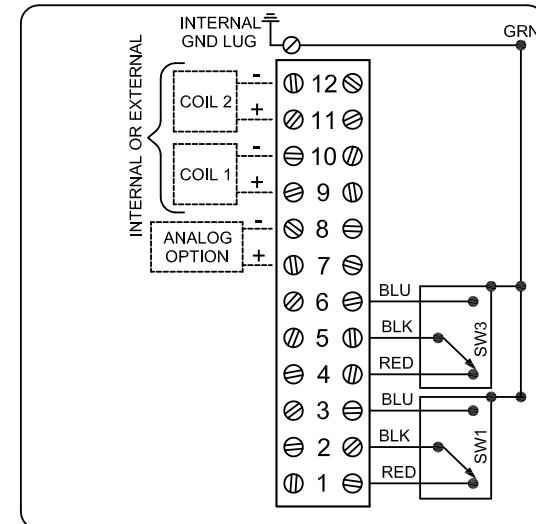 INTERNAL
GND LUG
GRN
INTERNAL OR EXTERNAL
COIL 2
-
+
COIL 1
-
+
ANALOG
OPTION
-
+
12
11
10
9
8
7
6
5
4
3
2
1
BLU
BLK
RED
SW3
BLU
BLK
RED
SW1